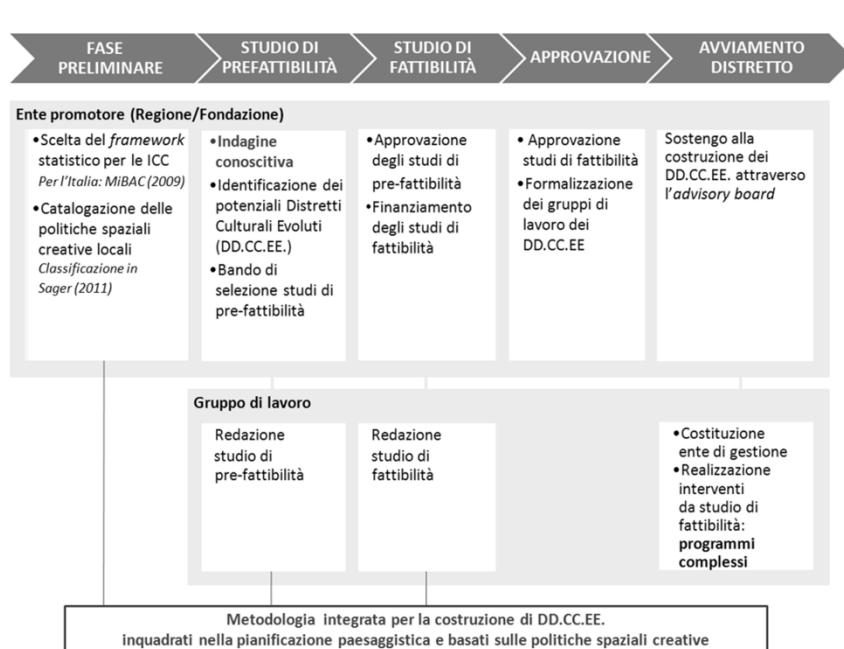 FASE
PRELIMINARE
STUDIO DI
PREFATTIBILITÀ
STUDIO DI
FATTIBILITÀ
APPROVAZIONE
AVVIAMENTO
DISTRETTO
Ente promotore (Regione/Fondazione)
•Scelta del framework
statistico per le ICC
Per l'Italia: MiBAC (2009)
•Catalogazione delle
politiche spaziali
creative locali
Classificazione in
Sager (2011)
•Indagine
conoscitiva
•Identificazione dei
potenziali Distretti
Culturali Evoluti
(DD.CC.EE.)
•Bando di
selezione studi di
pre-fattibilità
•Approvazione
degli studi di
pre-fattibilità
•Finanziamento
degli studi di
fattibilità
• Approvazione
studi di fattibilità
•Formalizzazione
dei gruppi di
lavoro dei
DD.CC.EE
Sostengo alla
costruzione dei
DD.CC.EE. attraverso
l'advisory board
Gruppo di lavoro
Redazione
studio di
pre-fattibilità
Redazione
studio di
fattibilità
•Costituzione
ente di gestione
•Realizzazione
interventi
da studio di
fattibilità:
programmi
complessi
Metodologia integrata per la costruzione di DD.CC.EE.
inquadrati nella pianificazione paesaggistica e basati sulle politiche spaziali creative